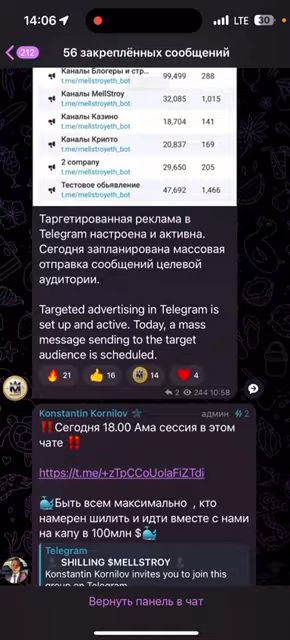 14:06
LTE 30
212
56 закреплённых сообщений
Каналы Блогеры и стр...
99,499 288
t.me/mellstroyeth_bot
Каналы MellStroy
32,085 1,015
t.me/mellstroyeth_bot
Каналы Казино
18,704 141
t.me/mellstroyeth_bot
Каналы Крипто
20,837 169
t.me/mellstroyeth_bot
2 company
29,650 205
t.me/mellstroyeth_bot
Тестовое обьявление
47,692 1,466
t.me/mellstroyeth_bot
Таргетированная реклама в
Telegram настроена и активна.
Сегодня запланирована массовая
отправка сообщений целевой
аудитории.
Targeted advertising in Telegram is
set up and active. Today, a mass
message sending to the target
audience is scheduled.
21 16 14 4
2 244 10:58
Konstantin Kornilov админ 2
‼️Сегодня 18.00 Ама сессия в этом
чате ‼️
https://t.me/+zTpCCoUolaFiZTdi
🐳Быть всем максимально , кто
намерен шилить и идти вместе с нами
на капу в 100млн $🐳
Telegram
SHILLING $MELLSTROY
Konstantin Kornilov invites you to join this
group on Telegram
Вернуть панель в чат